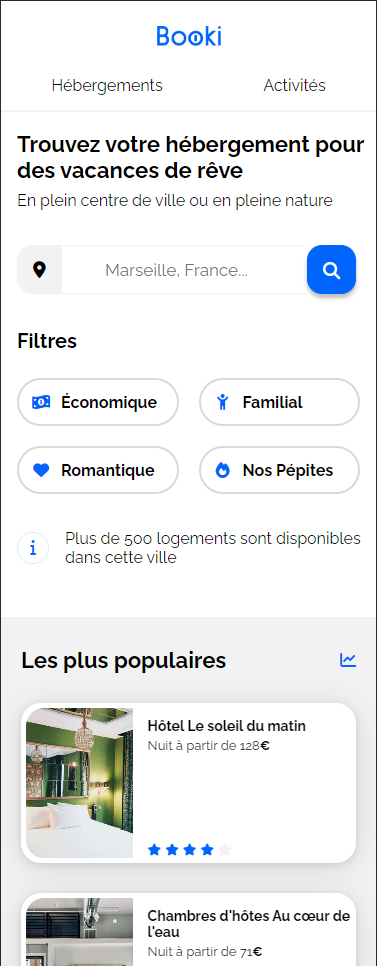 Booki
Hébergements Activités
Trouvez votre hébergement pour
des vacances de rêve
En plein centre de ville ou en pleine nature
Marseille, France...
Filtres
Économique Familial
Romantique Nos Pépites
Plus de 500 logements sont disponibles
dans cette ville
Les plus populaires
Hôtel Le soleil du matin
Nuit à partir de 128€
Chambres d'hôtes Au cœur de
l'eau
Nuit à partir de 71€